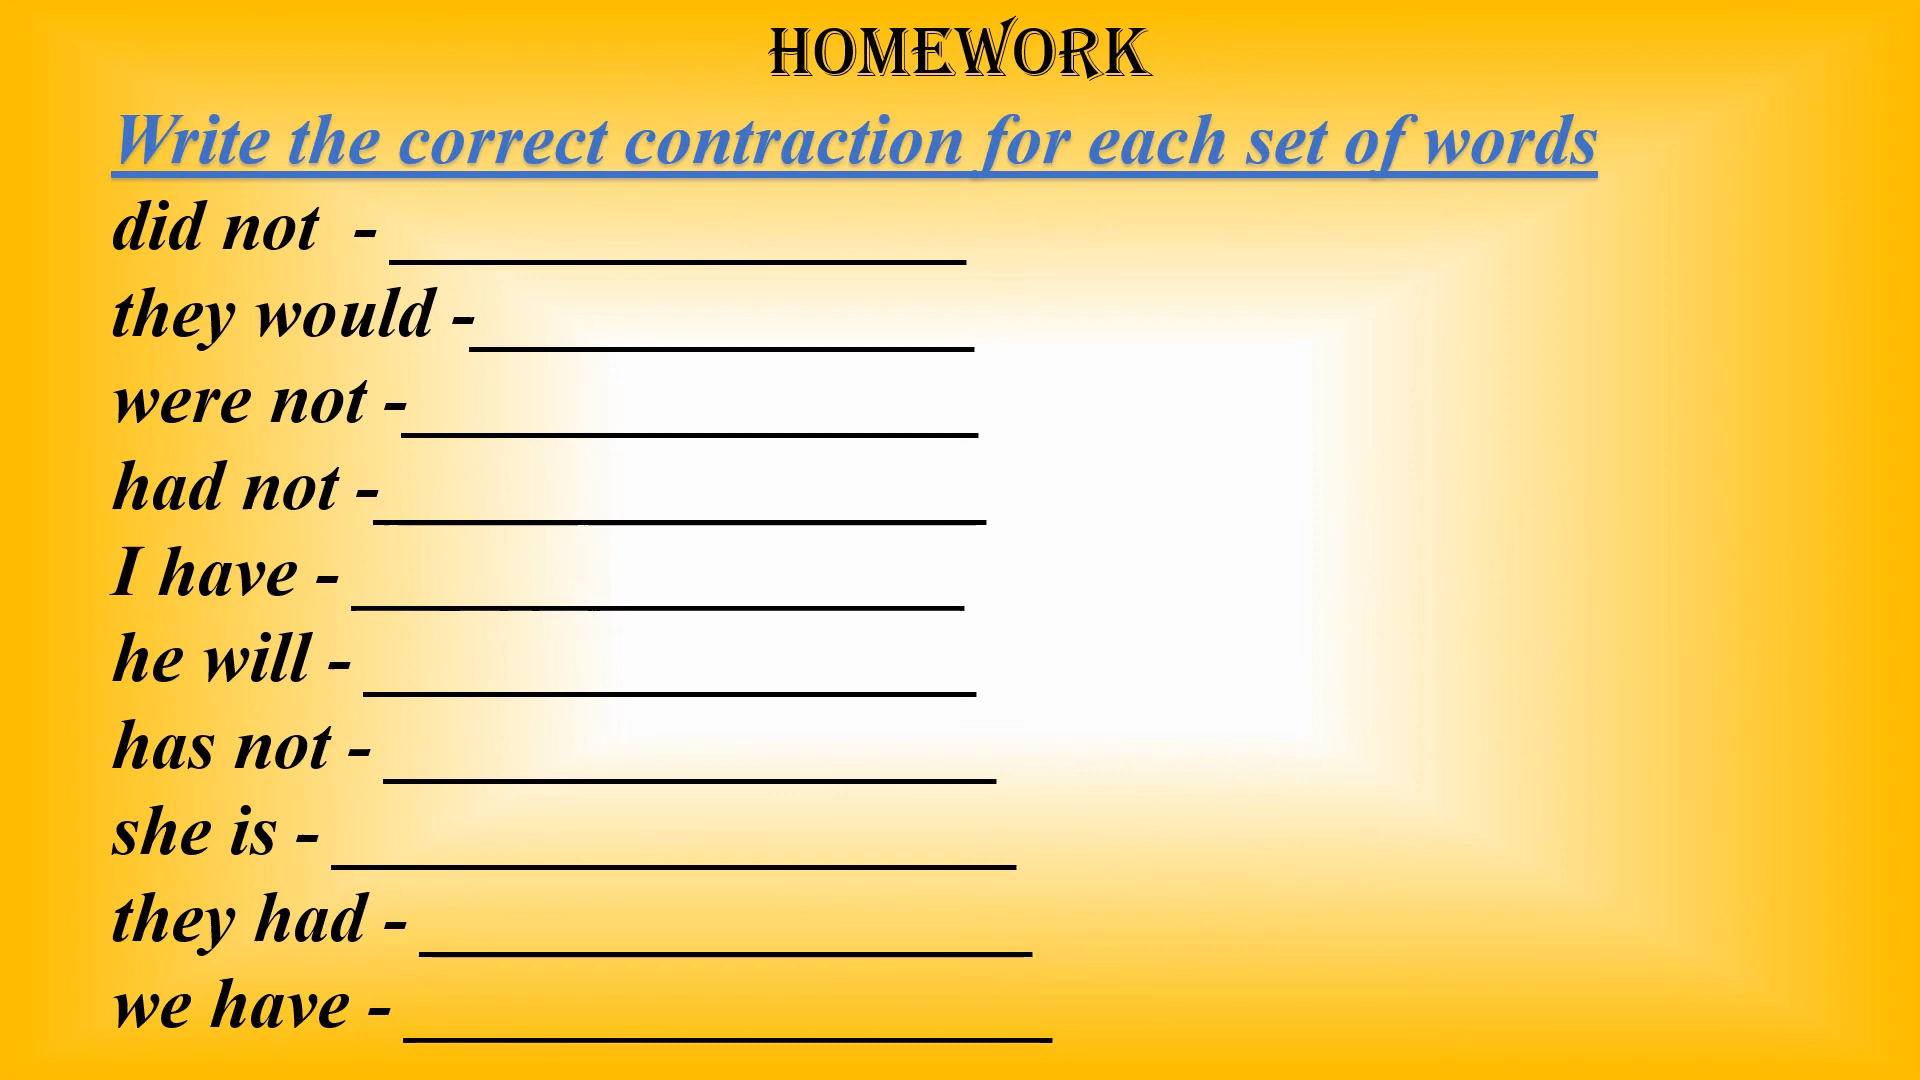 HOMEWORK
Write the correct contraction for each set of words
did not - ________________
they would -______________
were not -________________
had not -_________________
I have - _________________
he will - _________________
has not - _________________
she is - ___________________
they had - _________________
we have - __________________